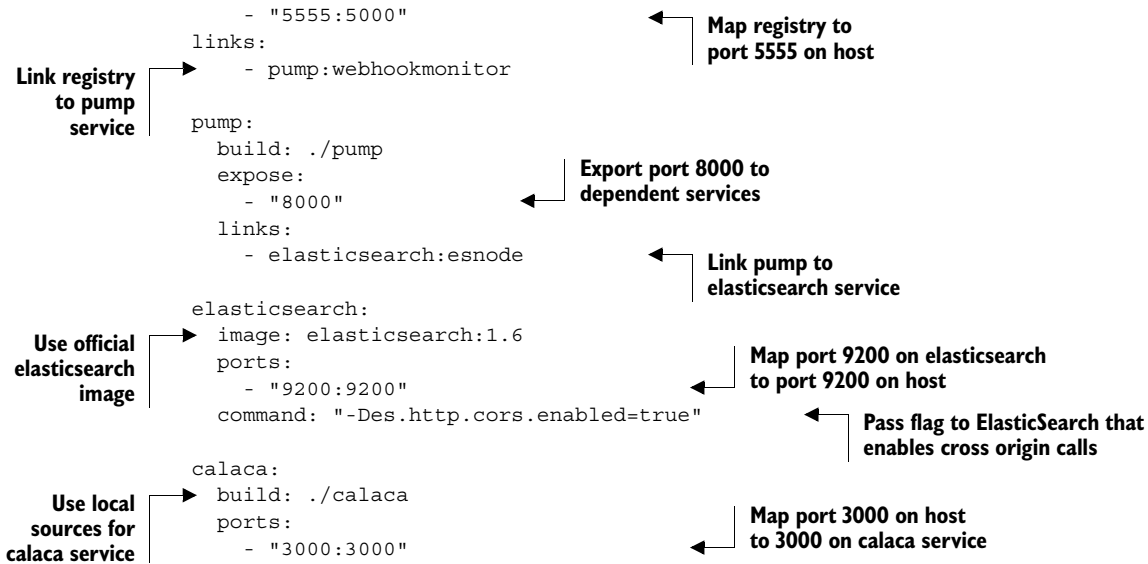 - "5555:5000"
Map registry to
port 5555 on host
links:
    - pump:webhookmonitor
Link registry
to pump
service
pump:
  build: ./pump
  expose:
    - "8000"
Export port 8000 to
dependent services
  links:
    - elasticsearch:esnode
Link pump to
elasticsearch service
elasticsearch:
  image: elasticsearch:1.6
Use official
elasticsearch
image
  ports:
    - "9200:9200"
Map port 9200 on elasticsearch
to port 9200 on host
  command: "-Des.http.cors.enabled=true"
Pass flag to ElasticSearch that
enables cross origin calls
calaca:
  build: ./calaca
Use local
sources for
calaca service
  ports:
    - "3000:3000"
Map port 3000 on host
to 3000 on calaca service